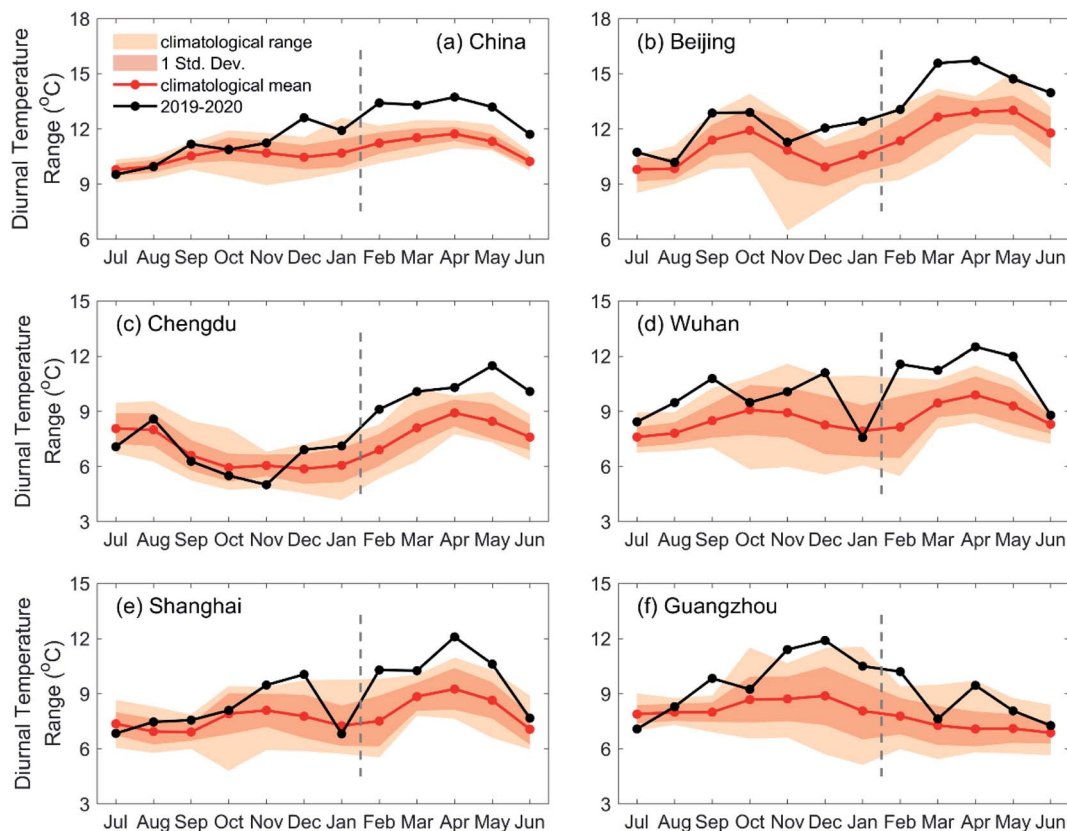 18
15
12
9
6
Diurnal Temperature
Range (°C)
climatological range
1 Std. Dev.
climatological mean
2019-2020
(a) China
Jul Aug Sep Oct Nov Dec Jan Feb Mar Apr May Jun
18
15
12
9
6
(b) Beijing
Jul Aug Sep Oct Nov Dec Jan Feb Mar Apr May Jun
15
12
9
6
3
Diurnal Temperature
Range (°C)
(c) Chengdu
Jul Aug Sep Oct Nov Dec Jan Feb Mar Apr May Jun
15
12
9
6
3
(d) Wuhan
Jul Aug Sep Oct Nov Dec Jan Feb Mar Apr May Jun
15
12
9
6
3
Diurnal Temperature
Range (°C)
(e) Shanghai
Jul Aug Sep Oct Nov Dec Jan Feb Mar Apr May Jun
15
12
9
6
3
(f) Guangzhou
Jul Aug Sep Oct Nov Dec Jan Feb Mar Apr May Jun